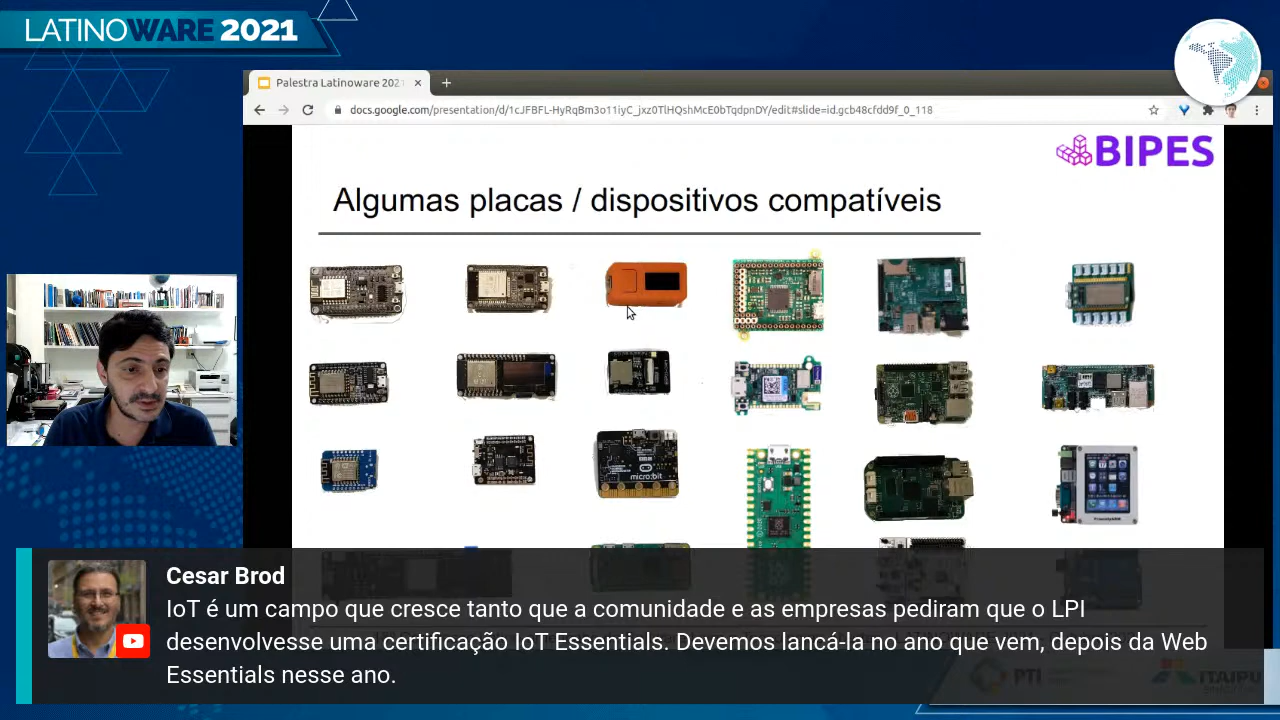 LATINOWARE 2021
Palestra Latinoware 2021
docs.google.com/presentation/d/1cJFBFL-HyRqBm3o11iyC_jxz0TlHQshMcE0bTqdpnDY/edit#slide=id.gcb48cfdd9f_0_118
BIPES
Algumas placas / dispositivos compatíveis
micro:bit
Cesar Brod
IoT é um campo que cresce tanto que a comunidade e as empresas pediram que o LPI
desenvolvesse uma certificação IoT Essentials. Devemos lancá-la no ano que vem, depois da Web
Essentials nesse ano.
PTI
ITAIPU